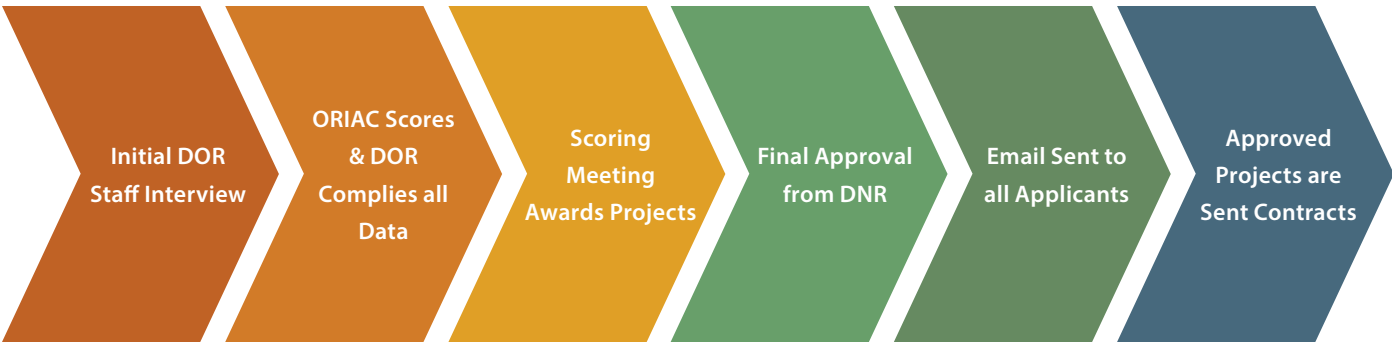 Initial DOR
Staff Interview
ORIAC Scores
& DOR
Complies all
Data
Scoring
Meeting
Awards Projects
Final Approval
from DNR
Email Sent to
all Applicants
Approved
Projects are
Sent Contracts